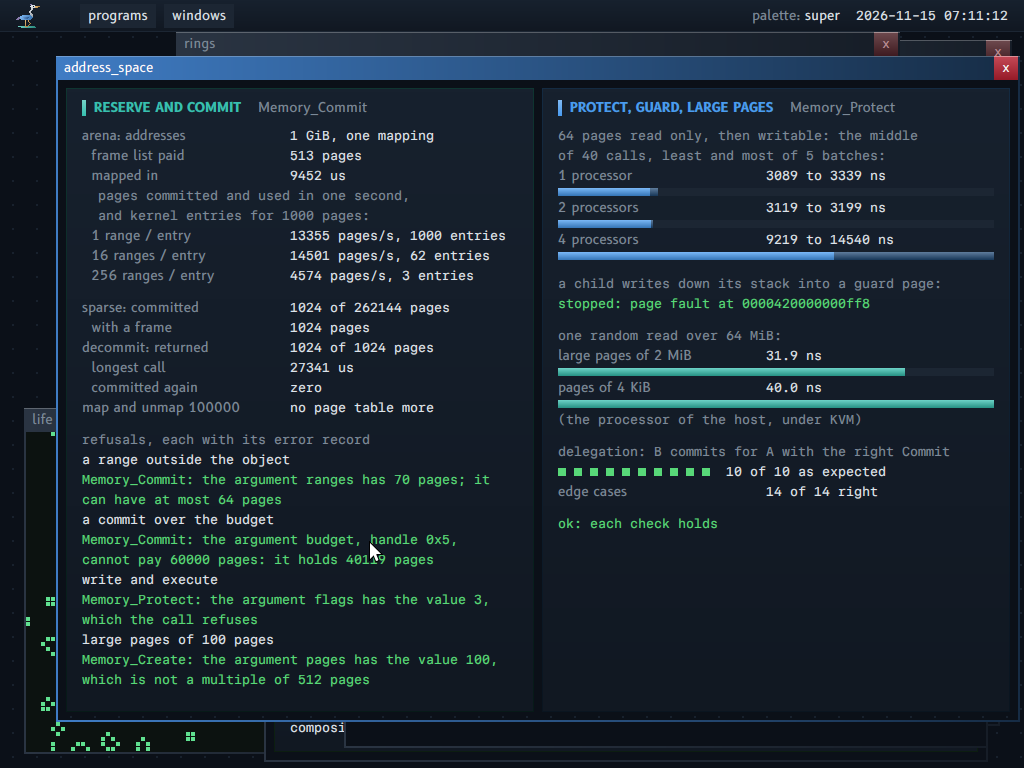 programs windows palette: super 2026-11-15 07:11:12
rings x
x
address_space x
RESERVE AND COMMIT Memory_Commit
arena: addresses 1 GiB, one mapping
frame list paid 513 pages
mapped in 9452 us
pages committed and used in one second,
and kernel entries for 1000 pages:
1 range / entry 13355 pages/s, 1000 entries
16 ranges / entry 14501 pages/s, 62 entries
256 ranges / entry 4574 pages/s, 3 entries
sparse: committed 1024 of 262144 pages
with a frame 1024 pages
decommit: returned 1024 of 1024 pages
longest call 27341 us
committed again zero
map and unmap 100000 no page table more
refusals, each with its error record
a range outside the object
Memory_Commit: the argument ranges has 70 pages; it
can have at most 64 pages
a commit over the budget
Memory_Commit: the argument budget, handle 0x5,
cannot pay 60000 pages: it holds pages
write and execute
Memory_Protect: the argument flags has the value 3,
which the call refuses
large pages of 100 pages
Memory_Create: the argument pages has the value 100,
which is not a multiple of 512 pages
PROTECT, GUARD, LARGE PAGES Memory_Protect
64 pages read only, then writable: the middle
of 40 calls, least and most of 5 batches:
1 processor 3089 to 3339 ns
2 processors 3119 to 3199 ns
4 processors 9219 to 14540 ns
a child writes down its stack into a guard page:
stopped: page fault at 0000420000000ff8
one random read over 64 MiB:
large pages of 2 MiB 31.9 ns
pages of 4 KiB 40.0 ns
(the processor of the host, under KVM)
delegation: B commits for A with the right Commit
10 of 10 as expected
edge cases 14 of 14 right
ok: each check holds
life
composi